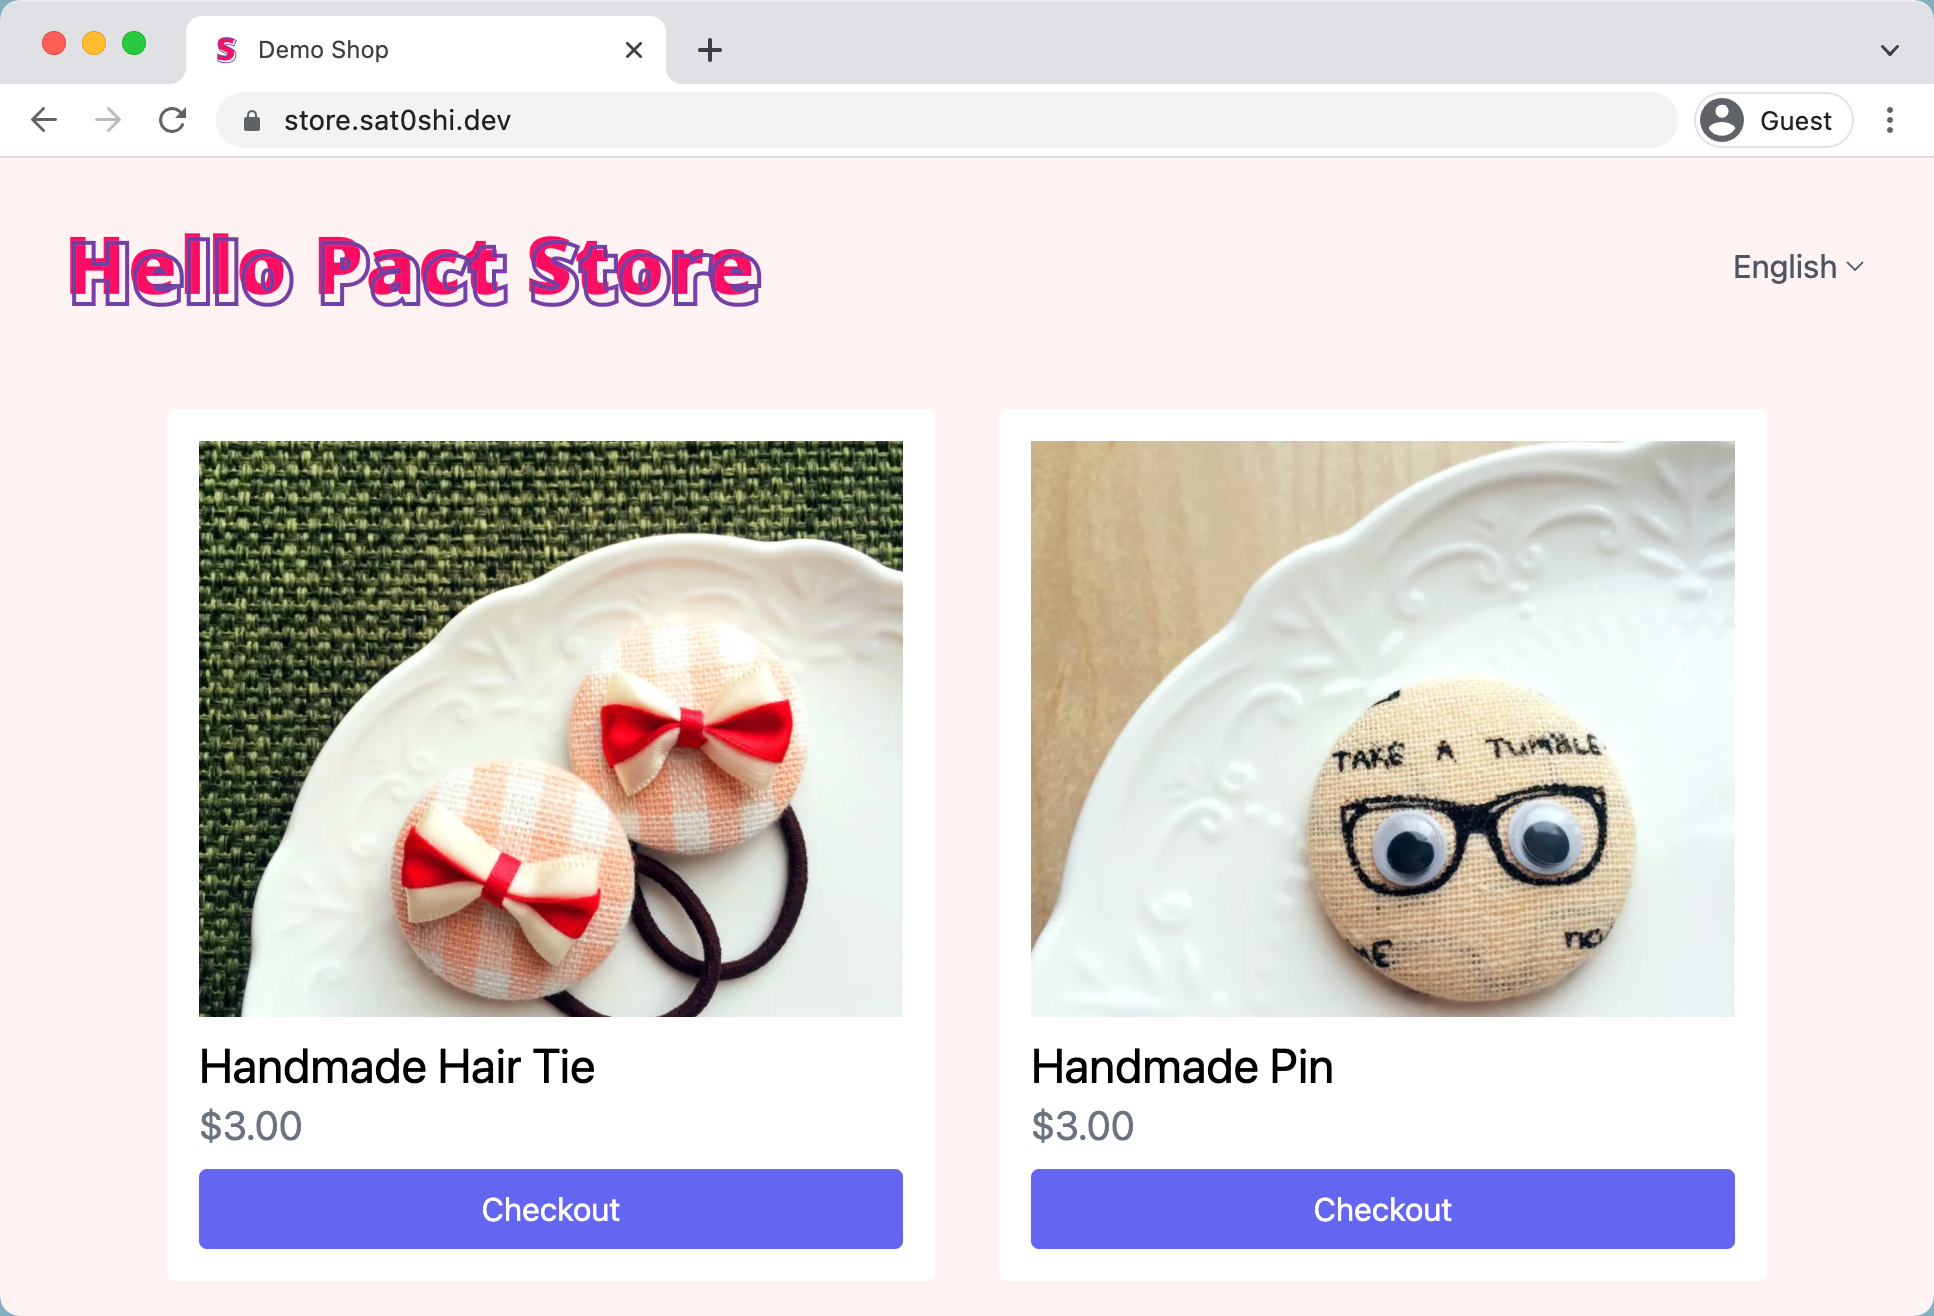 S Demo Shop
store.sat0shi.dev
Guest
Hello Pact Store
English
TAKE A TUMBLE
Handmade Hair Tie
$3.00
Checkout
Handmade Pin
$3.00
Checkout